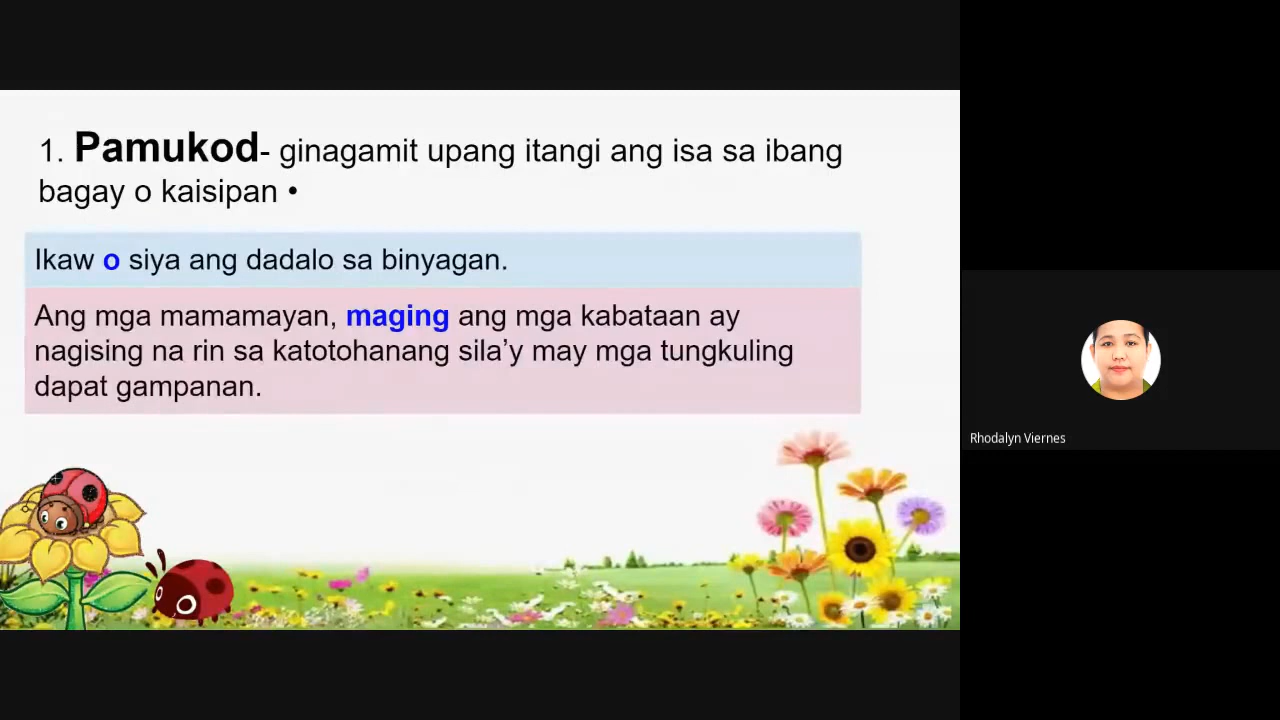 1. Pamukod- ginagamit upang itangi ang isa sa ibang
bagay o kaisipan •
Ikaw o siya ang dadalo sa binyagan.
Ang mga mamamayan, maging ang mga kabataan ay
nagising na rin sa katotohanang sila’y may mga tungkuling
dapat gampanan.
Rhodalyn Viernes